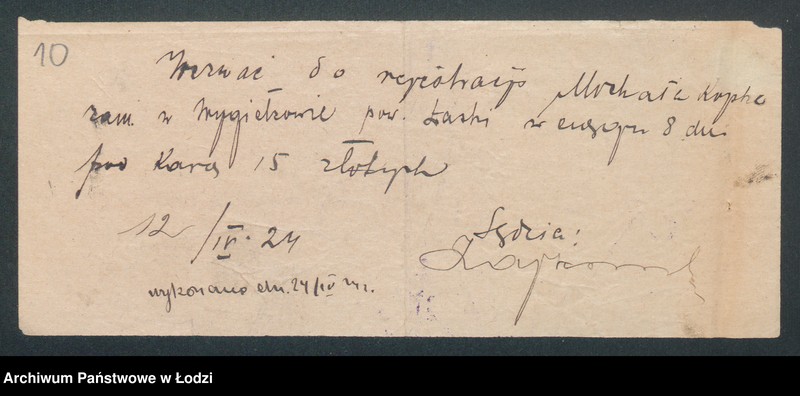 10
Wezwać do rejestracji Michała
zam. w Wygiełzowie pow. Łaski w ciągu 8 dni
pod karą 15 złotych
12/IV. 24
Sędzia:
wykonano dn. 24/IV 24 r.
Archiwum Państwowe w Łodzi